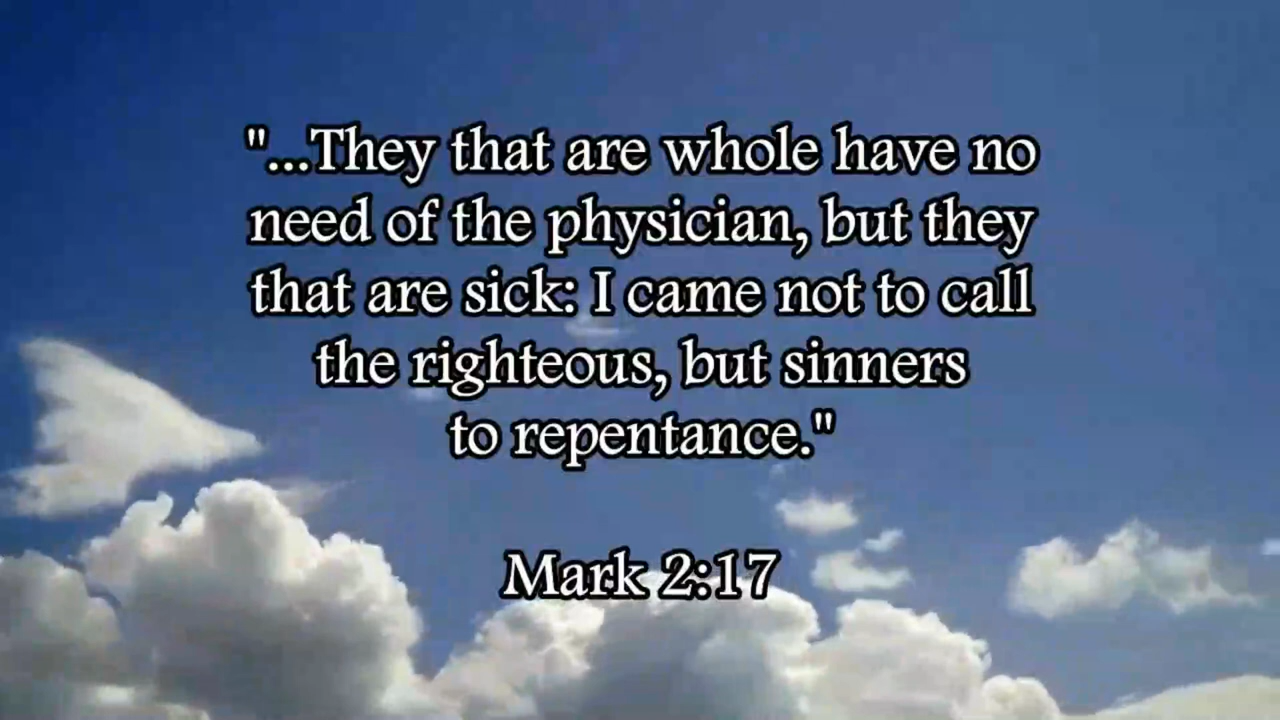 "...They that are whole have no
need of the physician, but they
that are sick: I came not to call
the righteous, but sinners
to repentance."
Mark 2:17